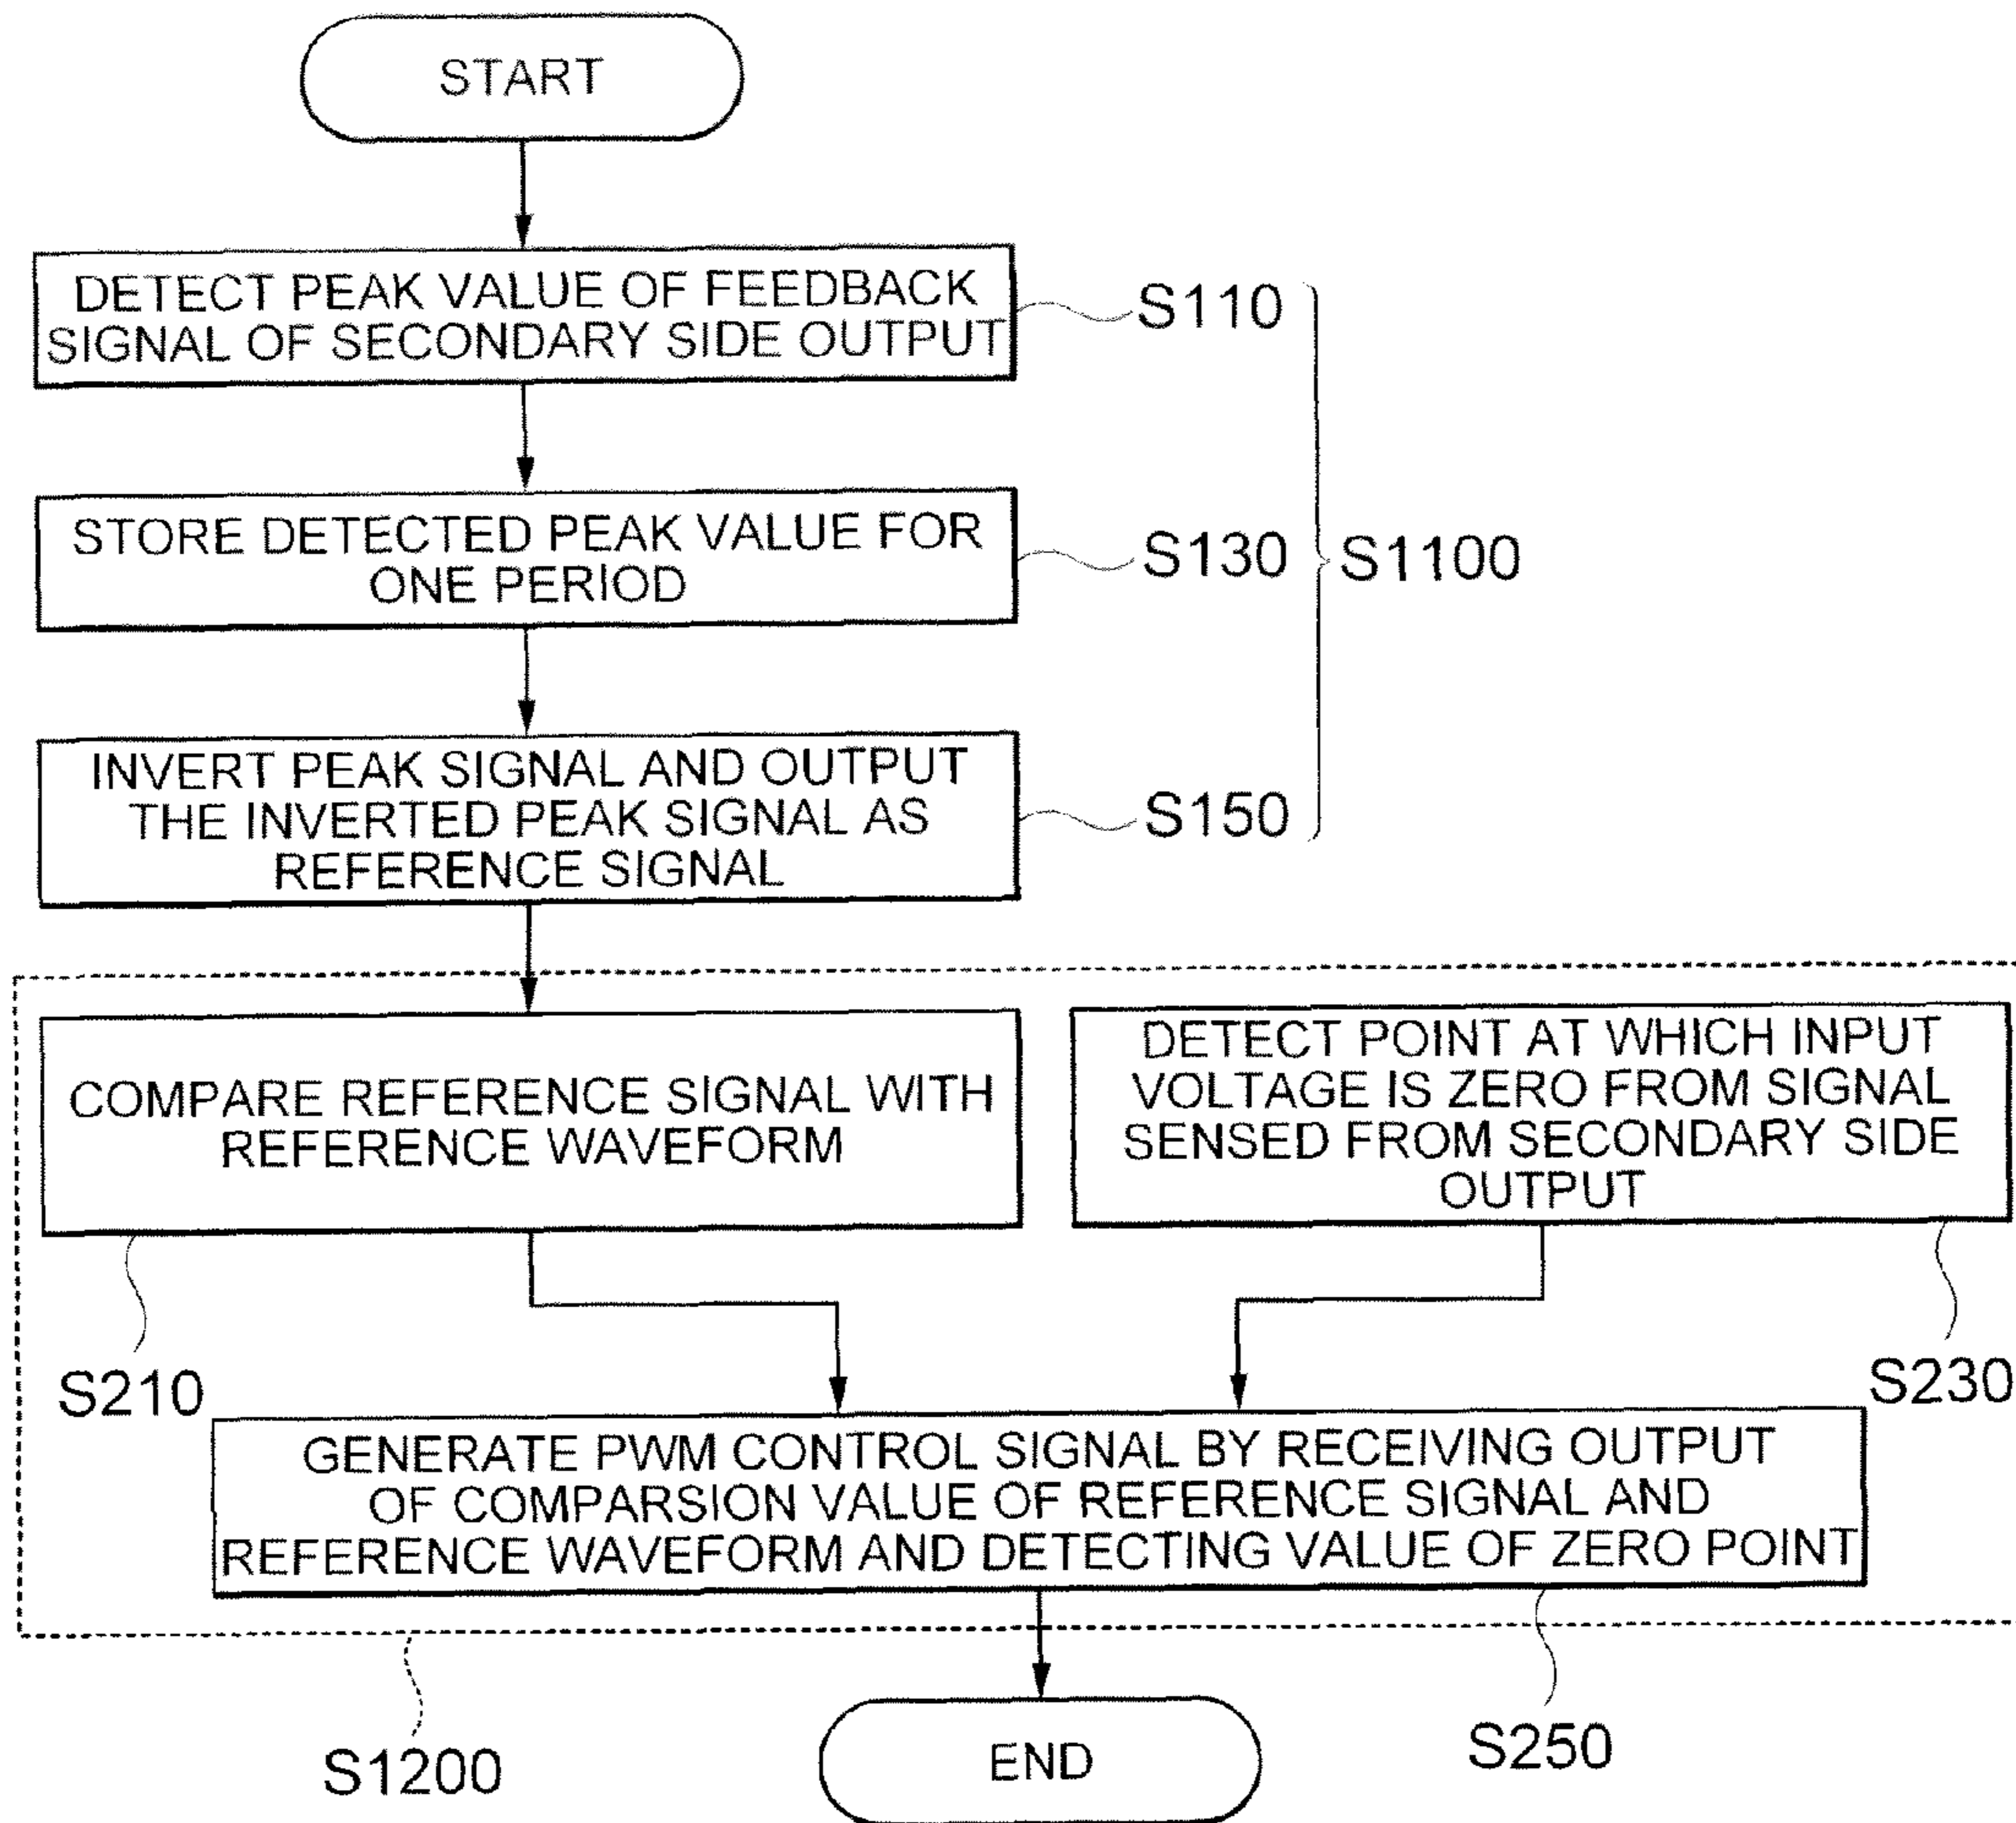 START
DETECT PEAK VALUE OF FEEDBACK
SIGNAL OF SECONDARY SIDE OUTPUT
S110
STORE DETECTED PEAK VALUE FOR
ONE PERIOD
S130
S1100
INVERT PEAK SIGNAL AND OUTPUT
THE INVERTED PEAK SIGNAL AS
REFERENCE SIGNAL
S150
COMPARE REFERENCE SIGNAL WITH
REFERENCE WAVEFORM
DETECT POINT AT WHICH INPUT
VOLTAGE IS ZERO FROM SIGNAL
SENSED FROM SECONDARY SIDE
OUTPUT
S210
S230
GENERATE PWM CONTROL SIGNAL BY RECEIVING OUTPUT
OF COMPARSION VALUE OF REFERENCE SIGNAL AND
REFERENCE WAVEFORM AND DETECTING VALUE OF ZERO POINT
S1200
END
S250